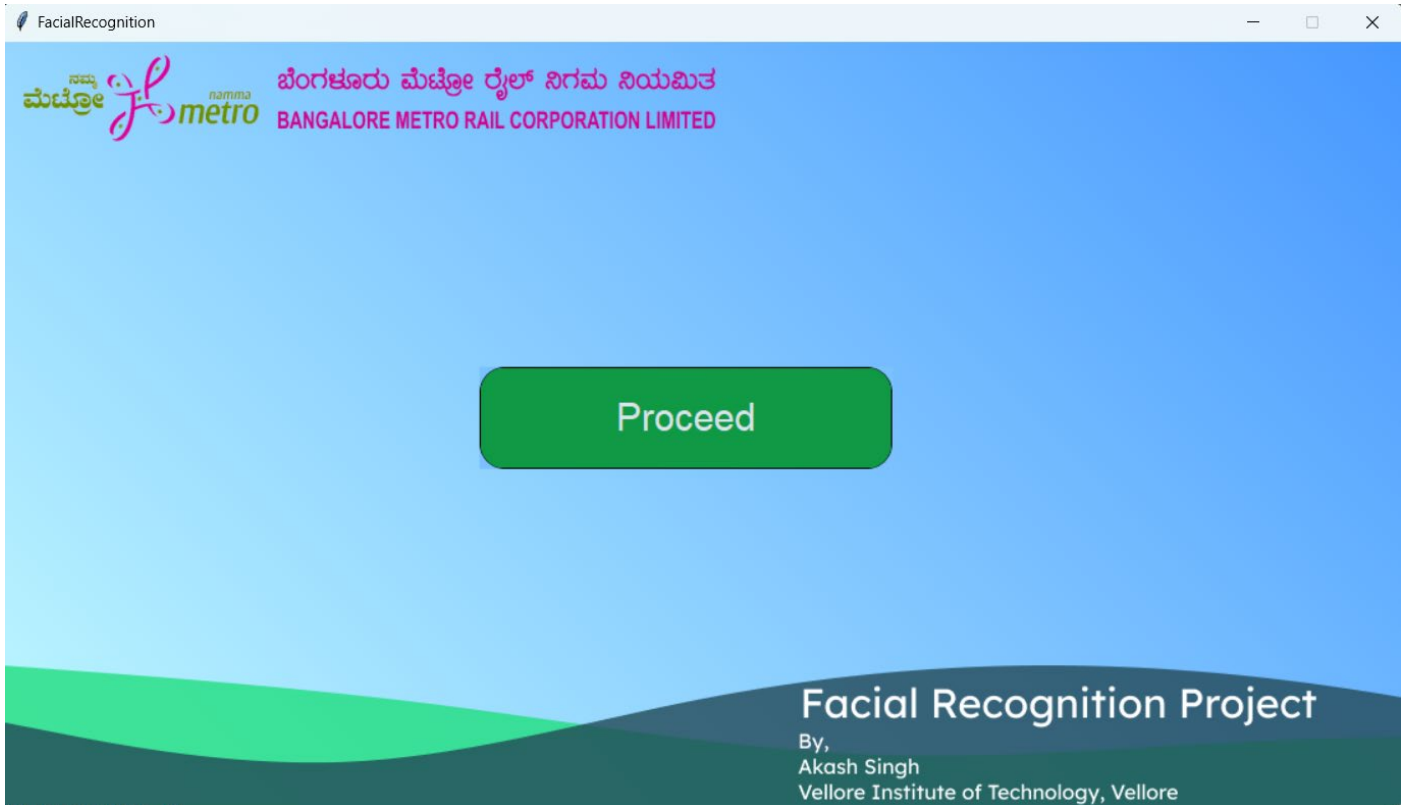 FacialRecognition
ನಮ್ಮ
ಮೆಟ್ರೋ
namma
metro
ಬೆಂಗಳೂರು ಮೆಟ್ರೋ ರೈಲ್ ನಿಗಮ ನಿಯಮಿತ
BANGALORE METRO RAIL CORPORATION LIMITED
Proceed
Facial Recognition Project
By,
Akash Singh
Vellore Institute of Technology, Vellore